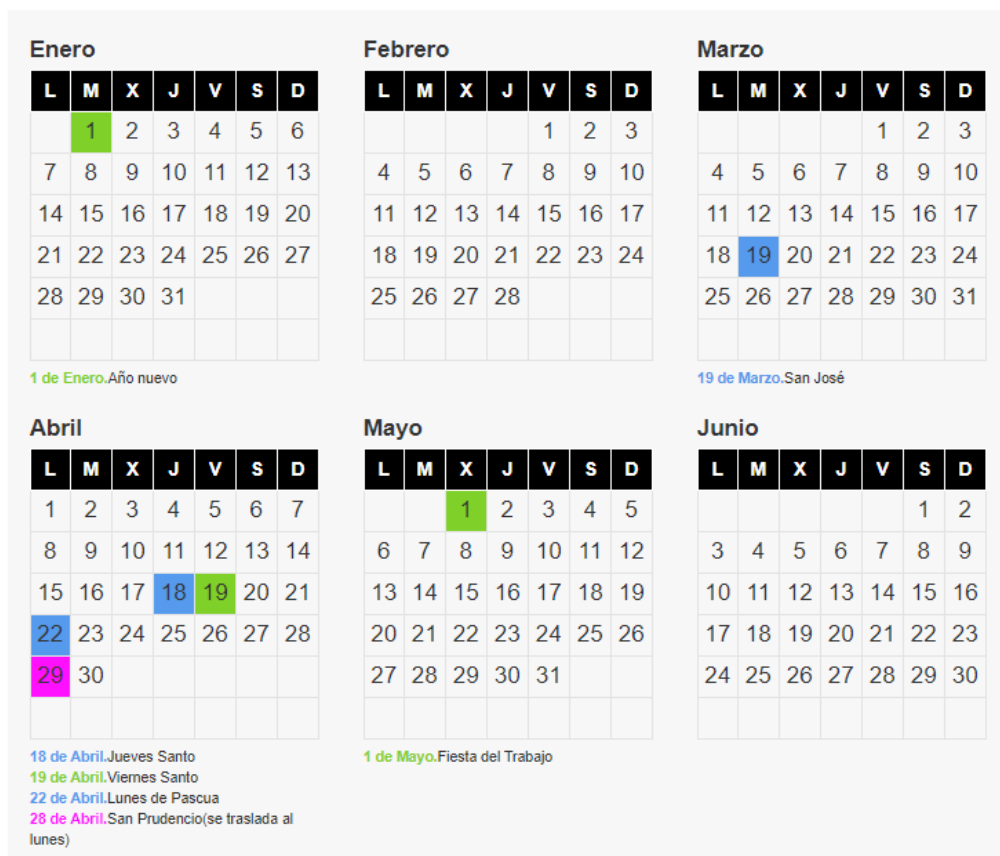 Enero
L M X J V S D
1 2 3 4 5 6
7 8 9 10 11 12 13
14 15 16 17 18 19 20
21 22 23 24 25 26 27
28 29 30 31
1 de Enero.Año nuevo
Febrero
L M X J V S D
1 2 3
4 5 6 7 8 9 10
11 12 13 14 15 16 17
18 19 20 21 22 23 24
25 26 27 28
Marzo
L M X J V S D
1 2 3
4 5 6 7 8 9 10
11 12 13 14 15 16 17
18 19 20 21 22 23 24
25 26 27 28 29 30 31
19 de Marzo.San José
Abril
L M X J V S D
1 2 3 4 5 6 7
8 9 10 11 12 13 14
15 16 17 18 19 20 21
22 23 24 25 26 27 28
29 30
18 de Abril.Jueves Santo
19 de Abril.Viernes Santo
22 de Abril.Lunes de Pascua
28 de Abril.San Prudencio(se traslada al
lunes)
Mayo
L M X J V S D
1 2 3 4 5
6 7 8 9 10 11 12
13 14 15 16 17 18 19
20 21 22 23 24 25 26
27 28 29 30 31
1 de Mayo.Fiesta del Trabajo
Junio
L M X J V S D
1 2
3 4 5 6 7 8 9
10 11 12 13 14 15 16
17 18 19 20 21 22 23
24 25 26 27 28 29 30